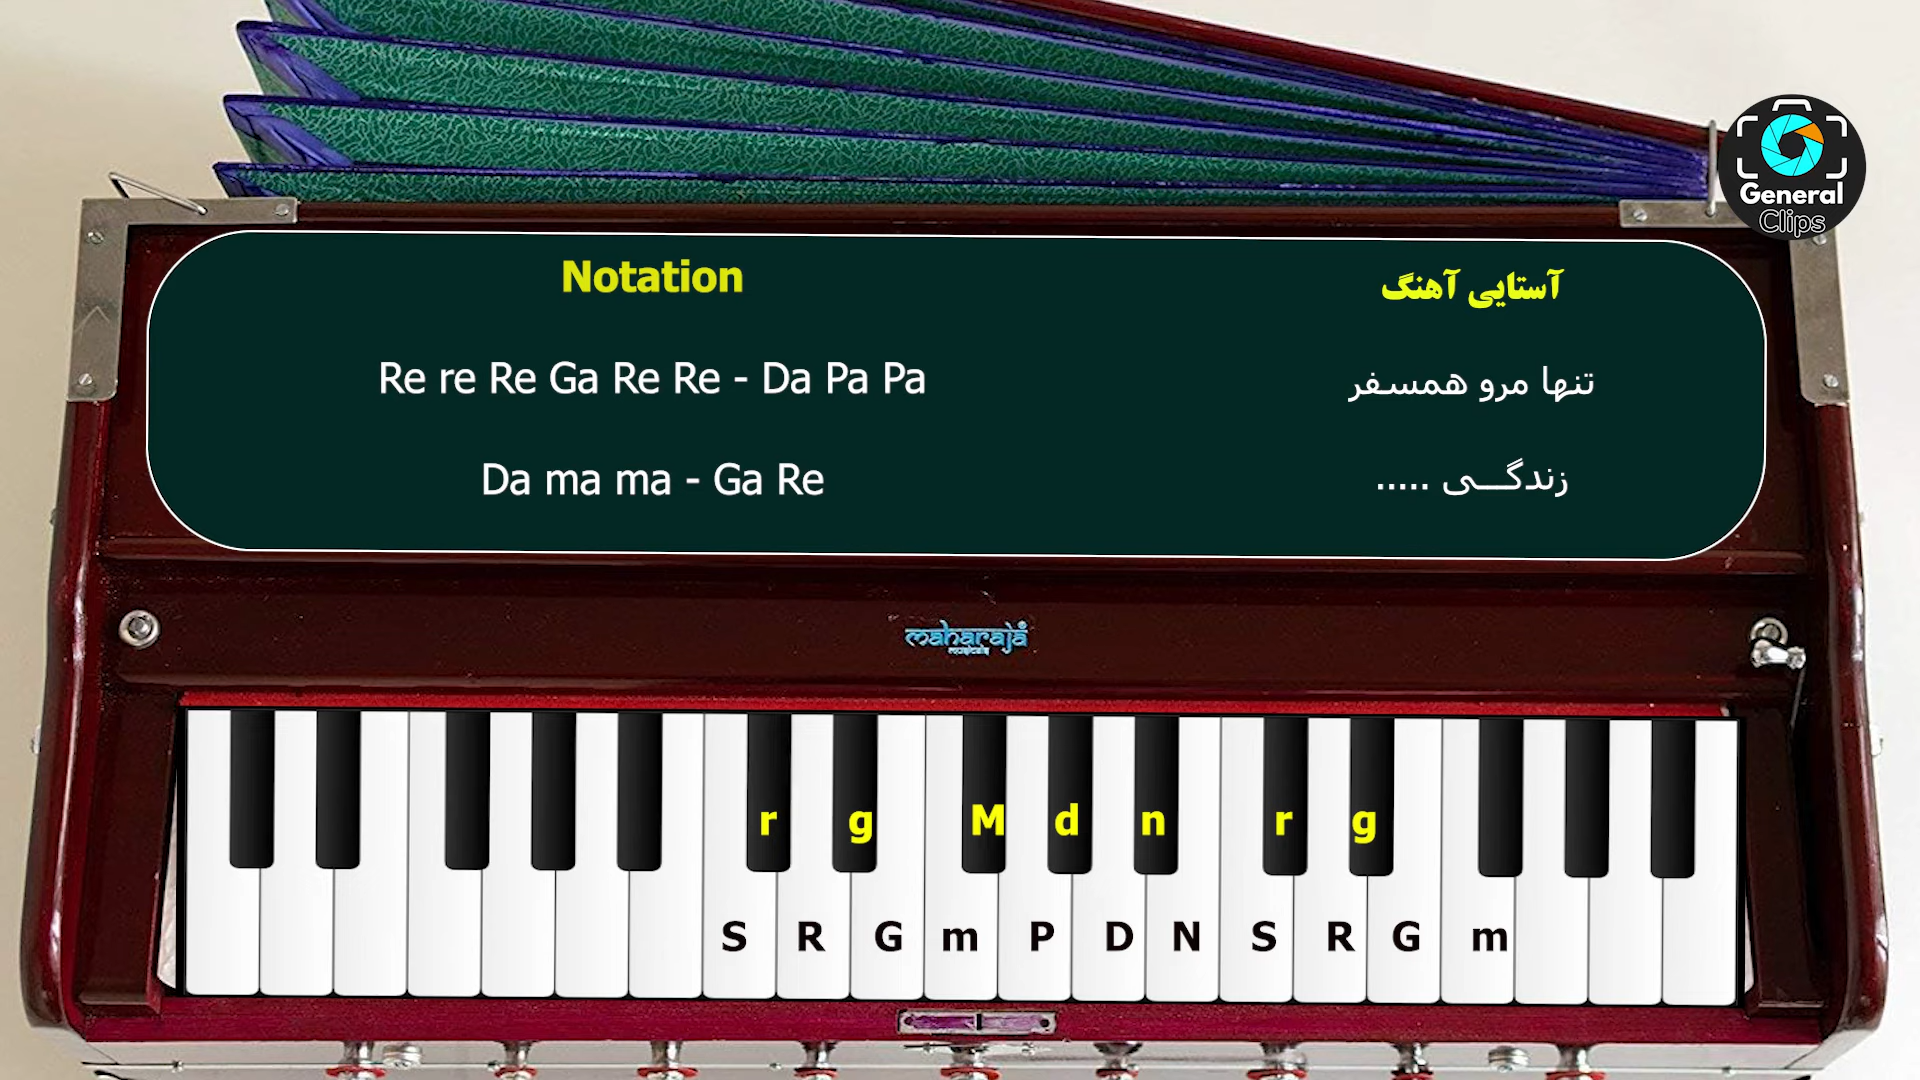 General
Clips
Notation
آستایی آهنگ
Re re Re Ga Re Re - Da Pa Pa
تنها مرو همسفر
Da ma ma - Ga Re
زندگـــی .....
maharaja
musicals
r g M d n r g
S R G m P D N S R G m